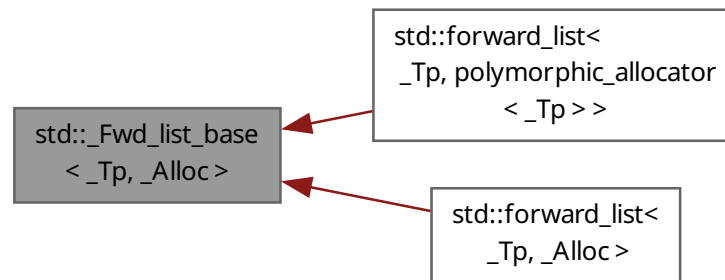 std::_Fwd_list_base
< _Tp, _Alloc >
std::forward_list<
_Tp, polymorphic_allocator
< _Tp > >
std::forward_list<
_Tp, _Alloc >